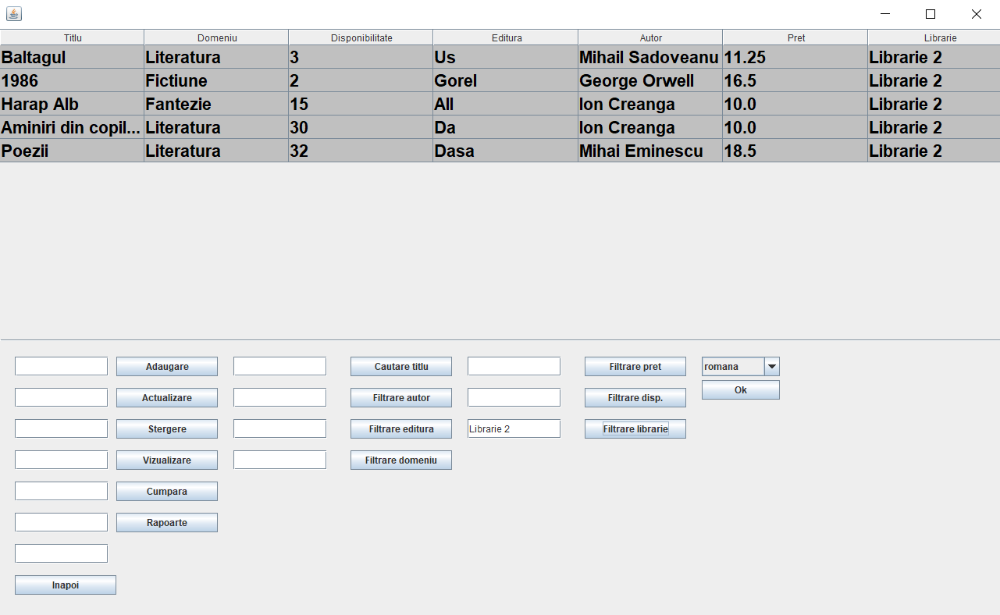 Titlu Domeniu Disponibilitate Editura Autor Pret Librarie
Baltagul Literatura 3 Us Mihail Sadoveanu 11.25 Librarie 2
1986 Fictiune 2 Gorel George Orwell 16.5 Librarie 2
Harap Alb Fantezie 15 All Ion Creanga 10.0 Librarie 2
Aminiri din copil... Literatura 30 Da Ion Creanga 10.0 Librarie 2
Poezii Literatura 32 Dasa Mihai Eminescu 18.5 Librarie 2
Adaugare Cautare titlu Filtrare pret romana
Ok
Actualizare Filtrare autor Filtrare disp.
Stergere Filtrare editura Librarie 2 Filtrare librarie
Vizualizare Filtrare domeniu
Cumpara
Rapoarte
Inapoi